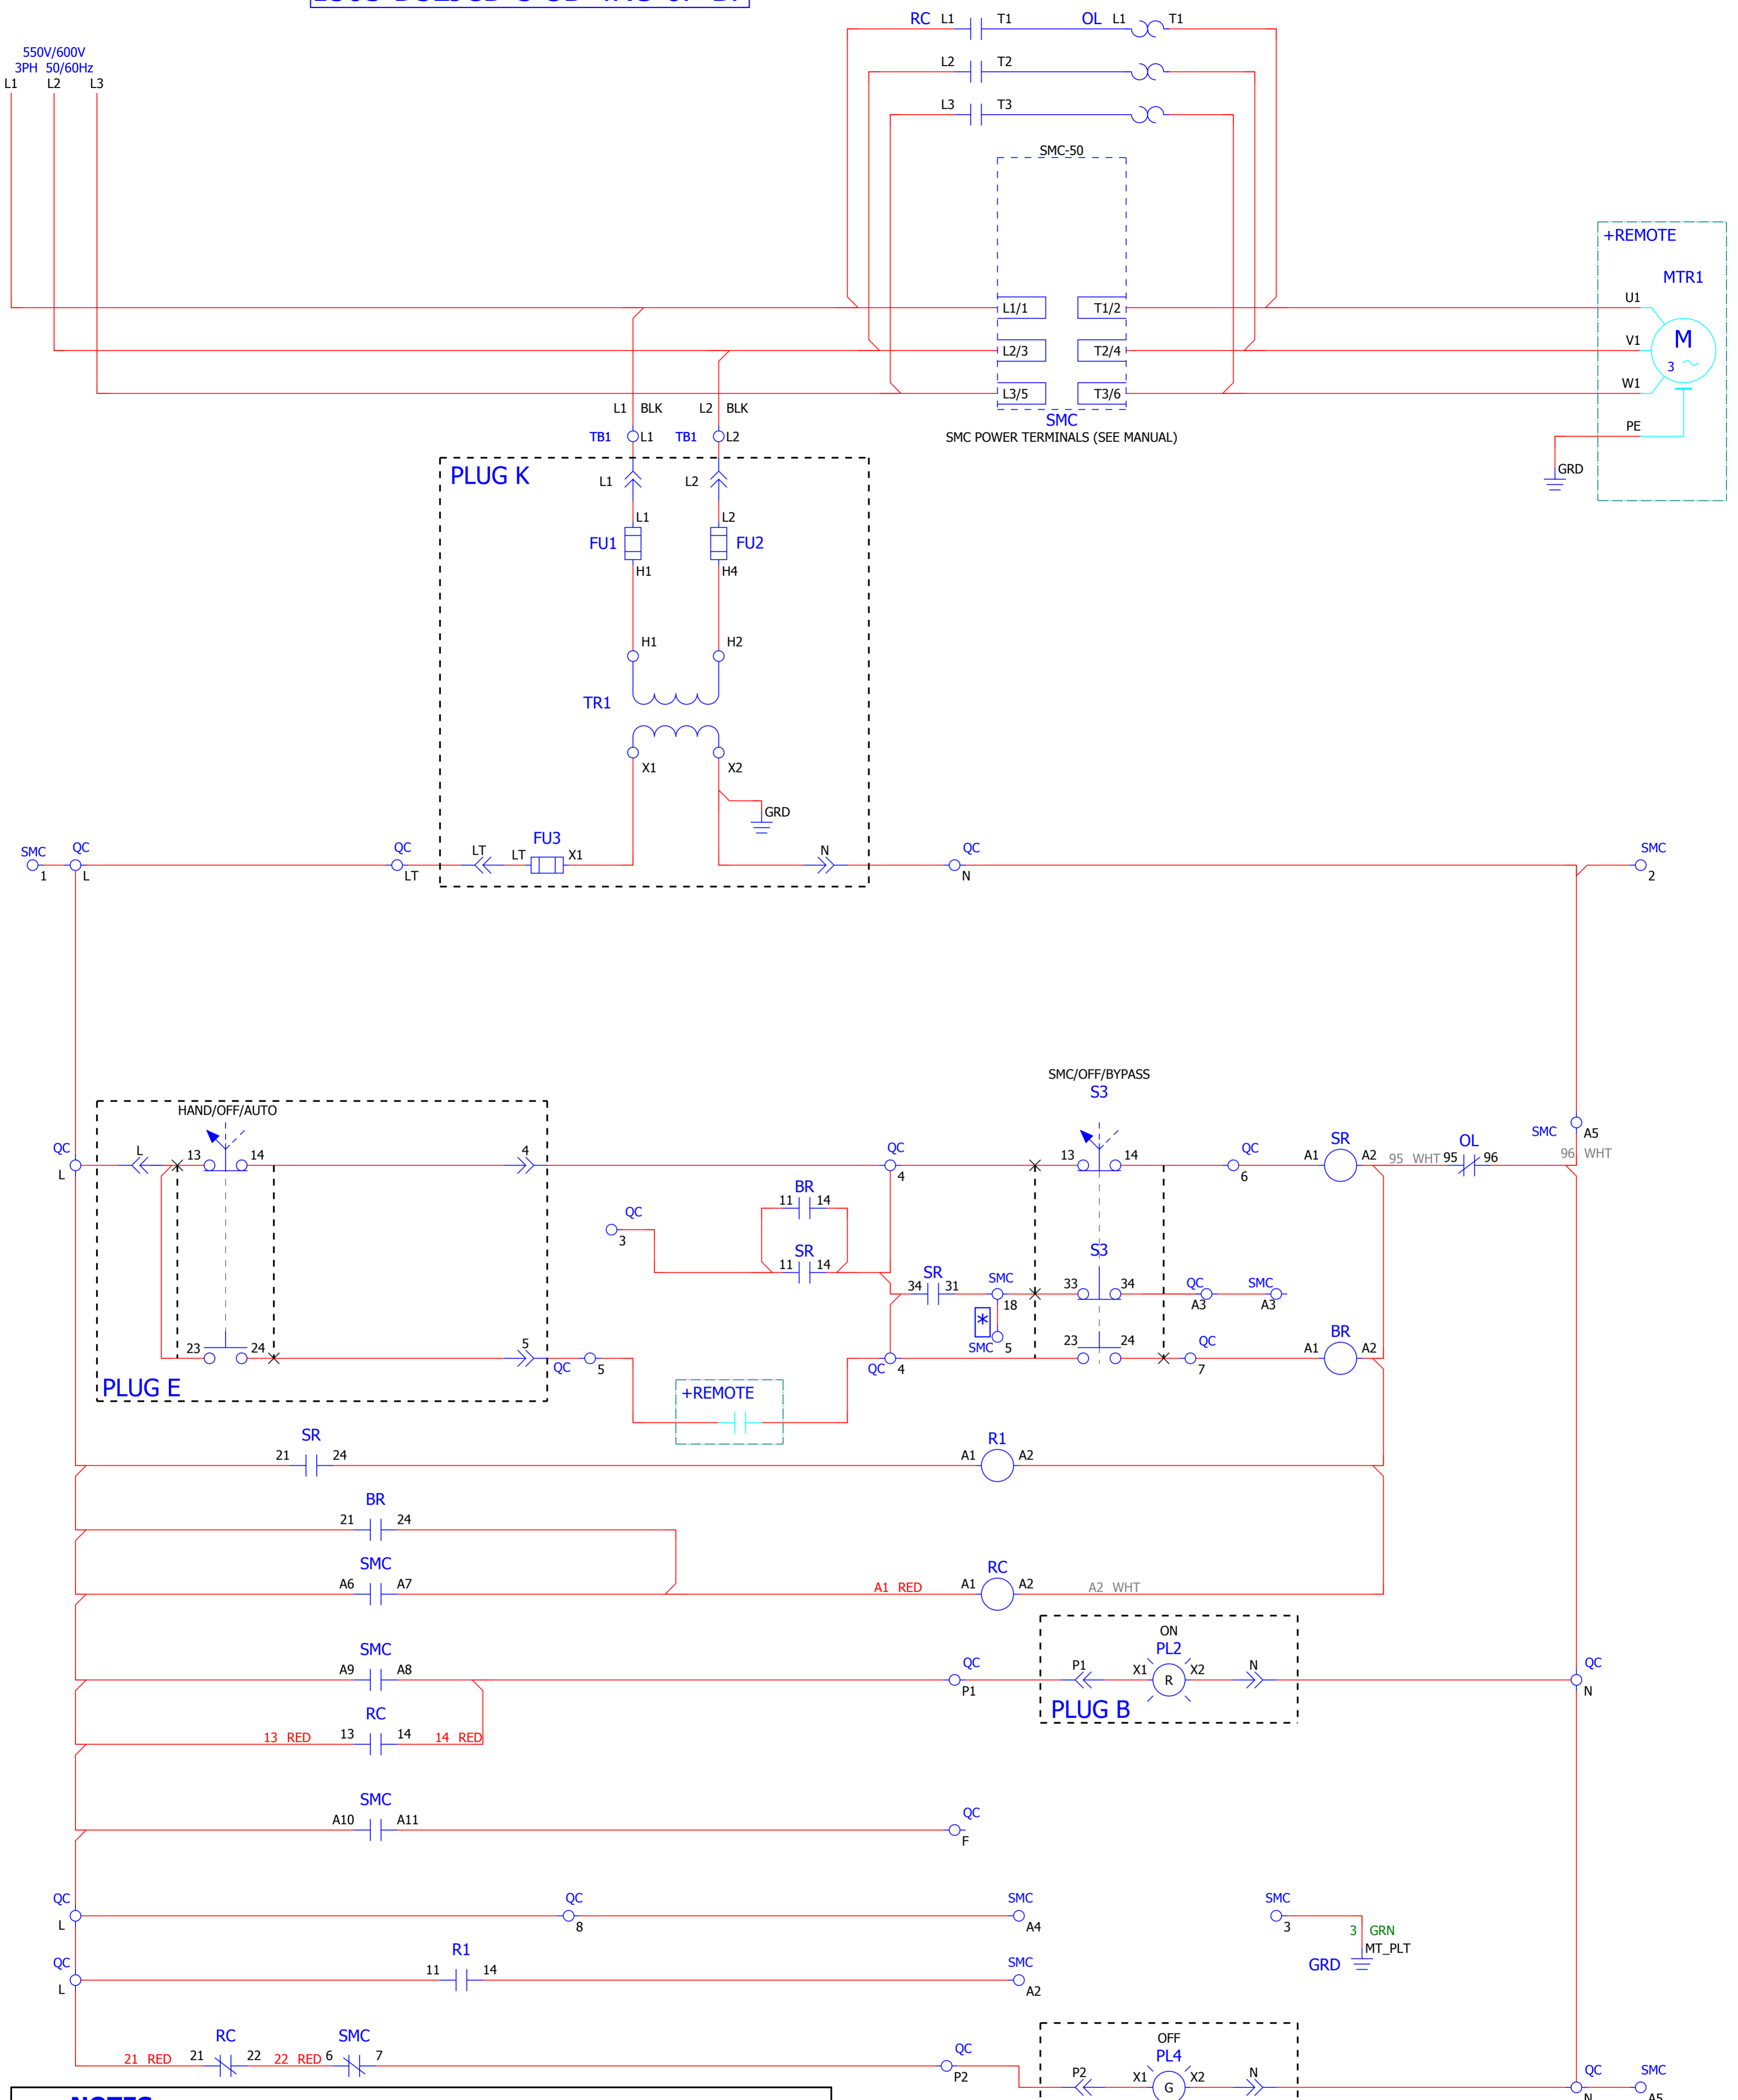 RC L1 T1 OL L1 T1
550V/600V
3PH 50/60Hz
L1 L2 L3
L2 T2
L3 T3
SMC-50
+REMOTE
MTR1
L1/1 T1/2 U1
L2/3 T2/4 V1 M
3
L3/5 T3/6 W1
L1 BLK L2 BLK
SMC
PE
TB1 L1 TB1 L2
SMC POWER TERMINALS (SEE MANUAL)
PLUG K
L1 L2
GRD
L1 L2
FU1 FU2
H1 H4
H1 H2
TR1
X1 X2
GRD
SMC QC QC LT LT FU3 X1 N QC SMC
1 L LT N 2
SMC/OFF/BYPASS
S3
HAND/OFF/AUTO
SMC A5
QC L 13 14 4 QC 13 14 QC SR OL
L 4 6 A1 A2 95 WHT 95 96 96 WHT
BR
11 14
QC
3
SR
11 14
S3
SR SMC
34 31 33 34 QC SMC
18 A3 A3
*
SMC 5
23 24 5 QC 5 QC 4 23 24 QC 7 BR
A1 A2
PLUG E
+REMOTE
SR R1
21 24 A1 A2
BR
21 24
SMC RC
A6 A7 A1 RED A1 A2 A2 WHT
ON
SMC PL2
A9 A8 QC P1 X1 R X2 N QC
P1 N
PLUG B
RC
13 RED 13 14 14 RED
SMC
A10 A11 QC
F
QC QC SMC SMC
L 8 A4 3
3 GRN
MT_PLT
GRD
QC R1 SMC
L 11 14 A2
OFF
RC SMC PL4
21 RED 21 22 22 RED 6 7 QC P2 X1 G X2 N QC SMC
P2